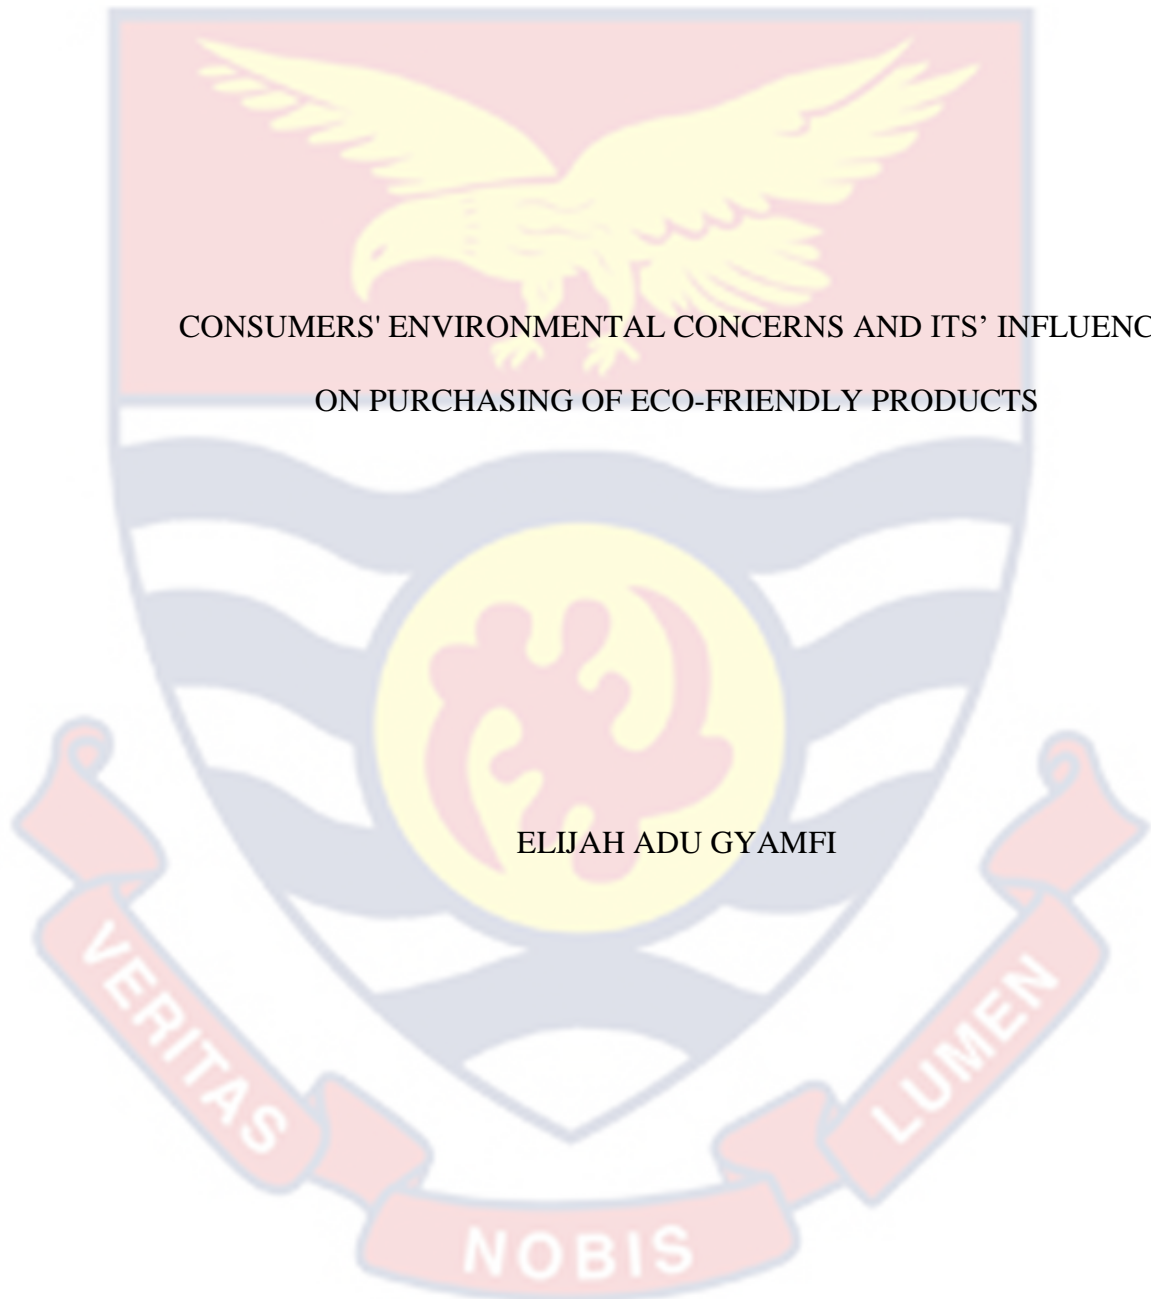 CONSUMERS' ENVIRONMENTAL CONCERNS AND ITS’ INFLUENC
ON PURCHASING OF ECO-FRIENDLY PRODUCTS
ELIJAH ADU GYAMFI
VERITAS
NOBIS
LUMEN